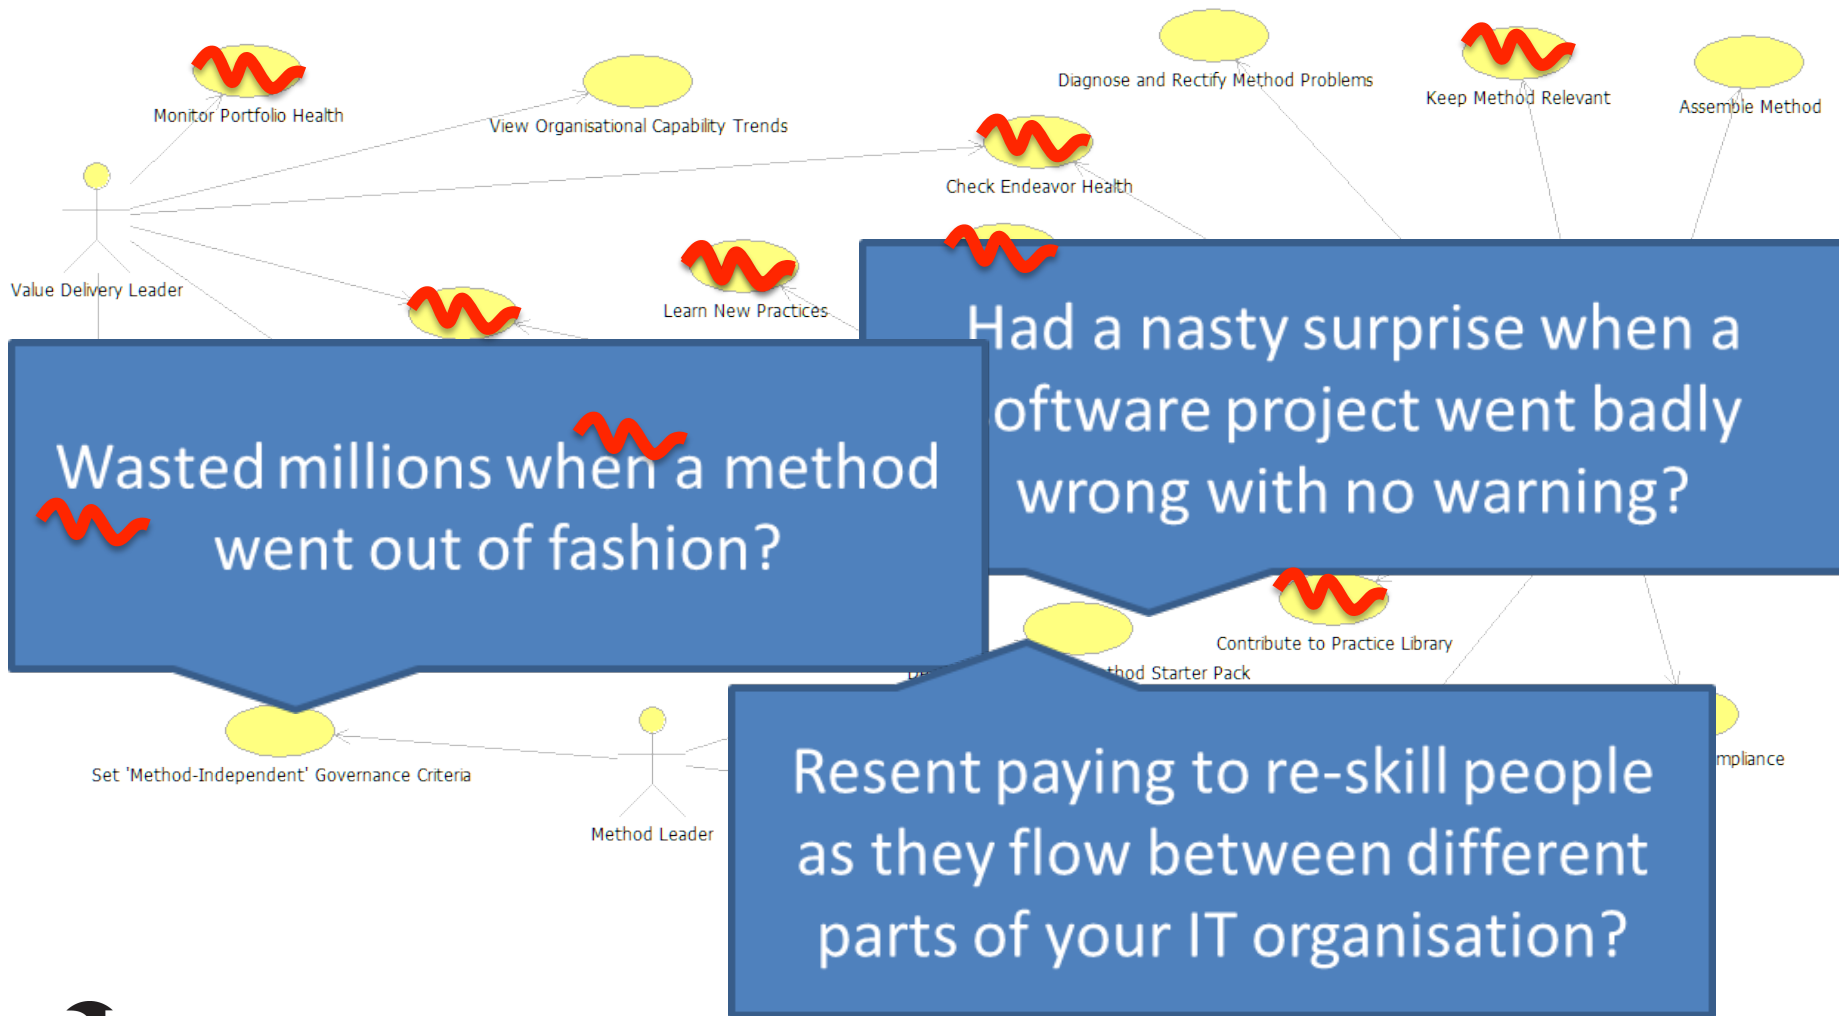 Diagnose and Rectify Method Problems
Keep Method Relevant
Assemble Method
Monitor Portfolio Health
View Organisational Capability Trends
Check Endeavor Health
Value Delivery Leader
Learn New Practices
Had a nasty surprise when a
oftware project went badly
wrong with no warning?
Wasted millions when a method
went out of fashion?
Contribute to Practice Library
thod Starter Pack
Set 'Method-Independent' Governance Criteria
mpliance
Method Leader
Resent paying to re-skill people
as they flow between different
parts of your IT organisation?